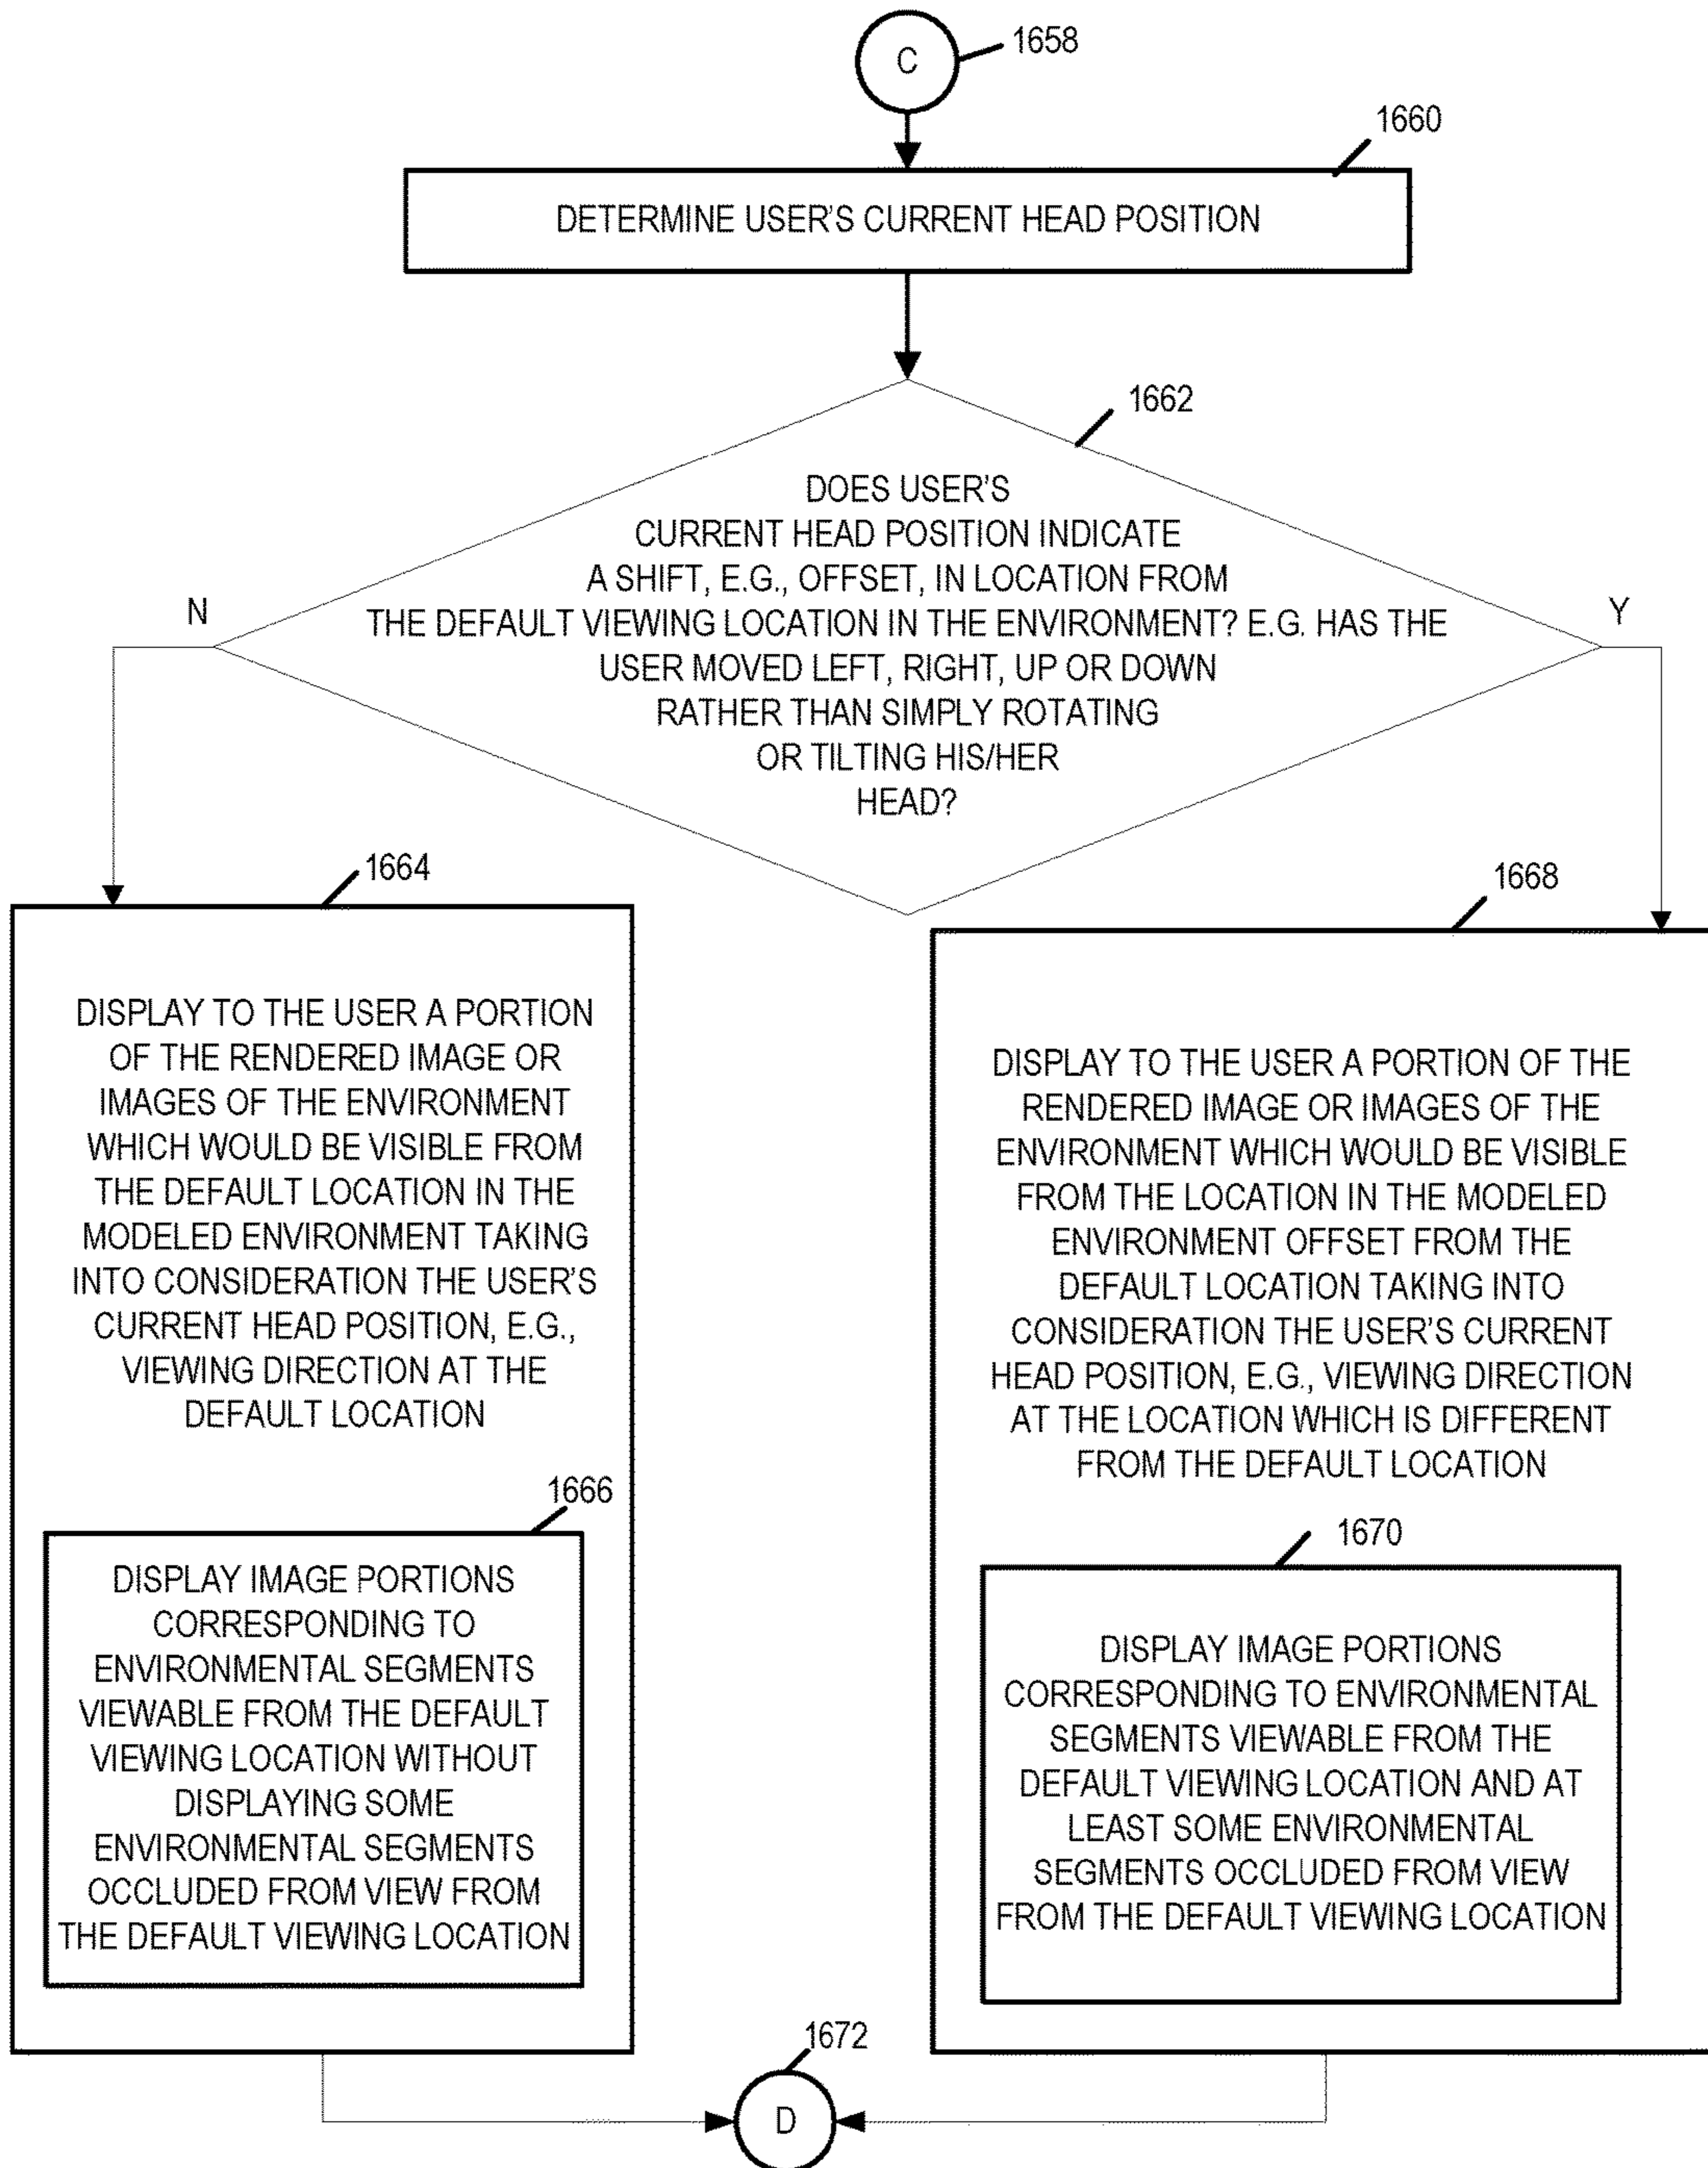 C
1658
1660
DETERMINE USER'S CURRENT HEAD POSITION
1662
DOES USER'S
CURRENT HEAD POSITION INDICATE
A SHIFT, E.G., OFFSET, IN LOCATION FROM
THE DEFAULT VIEWING LOCATION IN THE ENVIRONMENT? E.G. HAS THE
USER MOVED LEFT, RIGHT, UP OR DOWN
RATHER THAN SIMPLY ROTATING
OR TILTING HIS/HER
HEAD?
N
Y
1664
DISPLAY TO THE USER A PORTION
OF THE RENDERED IMAGE OR
IMAGES OF THE ENVIRONMENT
WHICH WOULD BE VISIBLE FROM
THE DEFAULT LOCATION IN THE
MODELED ENVIRONMENT TAKING
INTO CONSIDERATION THE USER'S
CURRENT HEAD POSITION, E.G.,
VIEWING DIRECTION AT THE
DEFAULT LOCATION
1666
DISPLAY IMAGE PORTIONS
CORRESPONDING TO
ENVIRONMENTAL SEGMENTS
VIEWABLE FROM THE DEFAULT
VIEWING LOCATION WITHOUT
DISPLAYING SOME
ENVIRONMENTAL SEGMENTS
OCCLUDED FROM VIEW FROM
THE DEFAULT VIEWING LOCATION
1668
DISPLAY TO THE USER A PORTION OF THE
RENDERED IMAGE OR IMAGES OF THE
ENVIRONMENT WHICH WOULD BE VISIBLE
FROM THE LOCATION IN THE MODELED
ENVIRONMENT OFFSET FROM THE
DEFAULT LOCATION TAKING INTO
CONSIDERATION THE USER'S CURRENT
HEAD POSITION, E.G., VIEWING DIRECTION
AT THE LOCATION WHICH IS DIFFERENT
FROM THE DEFAULT LOCATION
1670
DISPLAY IMAGE PORTIONS
CORRESPONDING TO ENVIRONMENTAL
SEGMENTS VIEWABLE FROM THE
DEFAULT VIEWING LOCATION AND AT
LEAST SOME ENVIRONMENTAL
SEGMENTS OCCLUDED FROM VIEW
FROM THE DEFAULT VIEWING LOCATION
1672
D